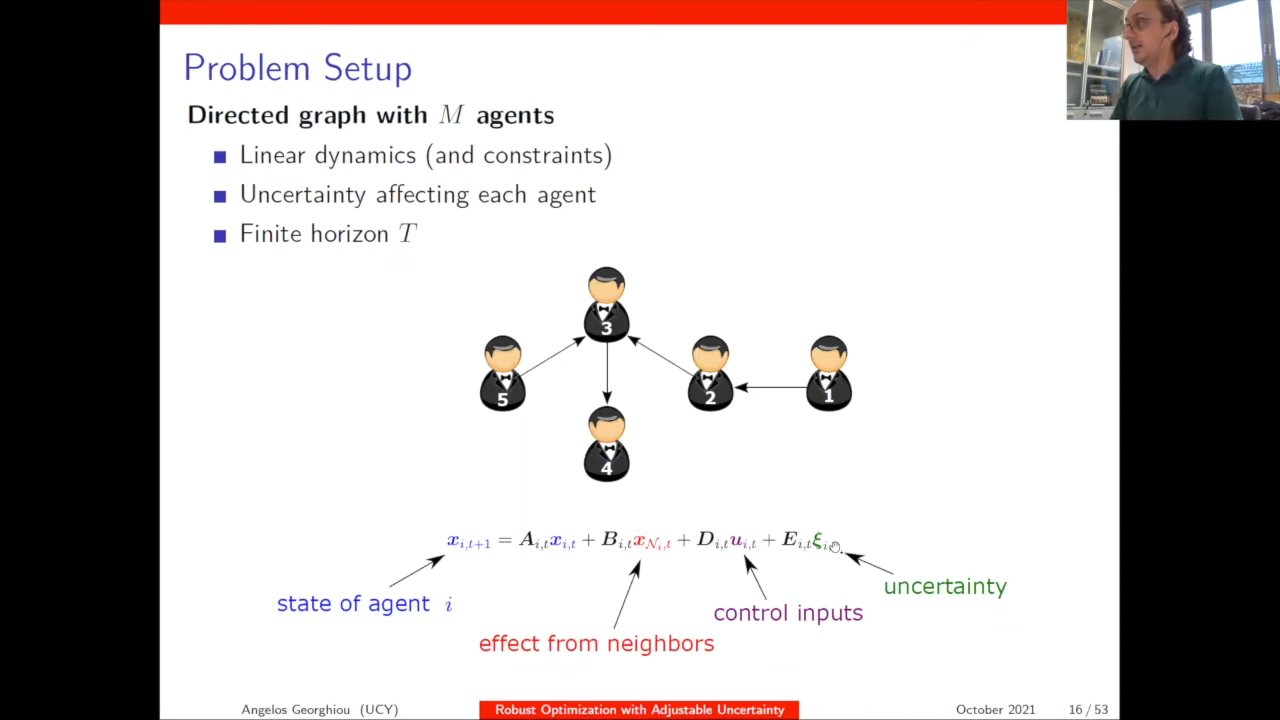 Problem Setup
Directed graph with M agents
Linear dynamics (and constraints)
Uncertainty affecting each agent
Finite horizon T
3
5
2
1
4
x_{i,t+1} = A_{i,t}x_{i,t} + B_{i,t}x_{N_i,t} + D_{i,t}u_{i,t} + E_{i,t}ξ_i
uncertainty
state of agent i
control inputs
effect from neighbors
Angelos Georghiou (UCY) Robust Optimization with Adjustable Uncertainty October 2021 16 / 53